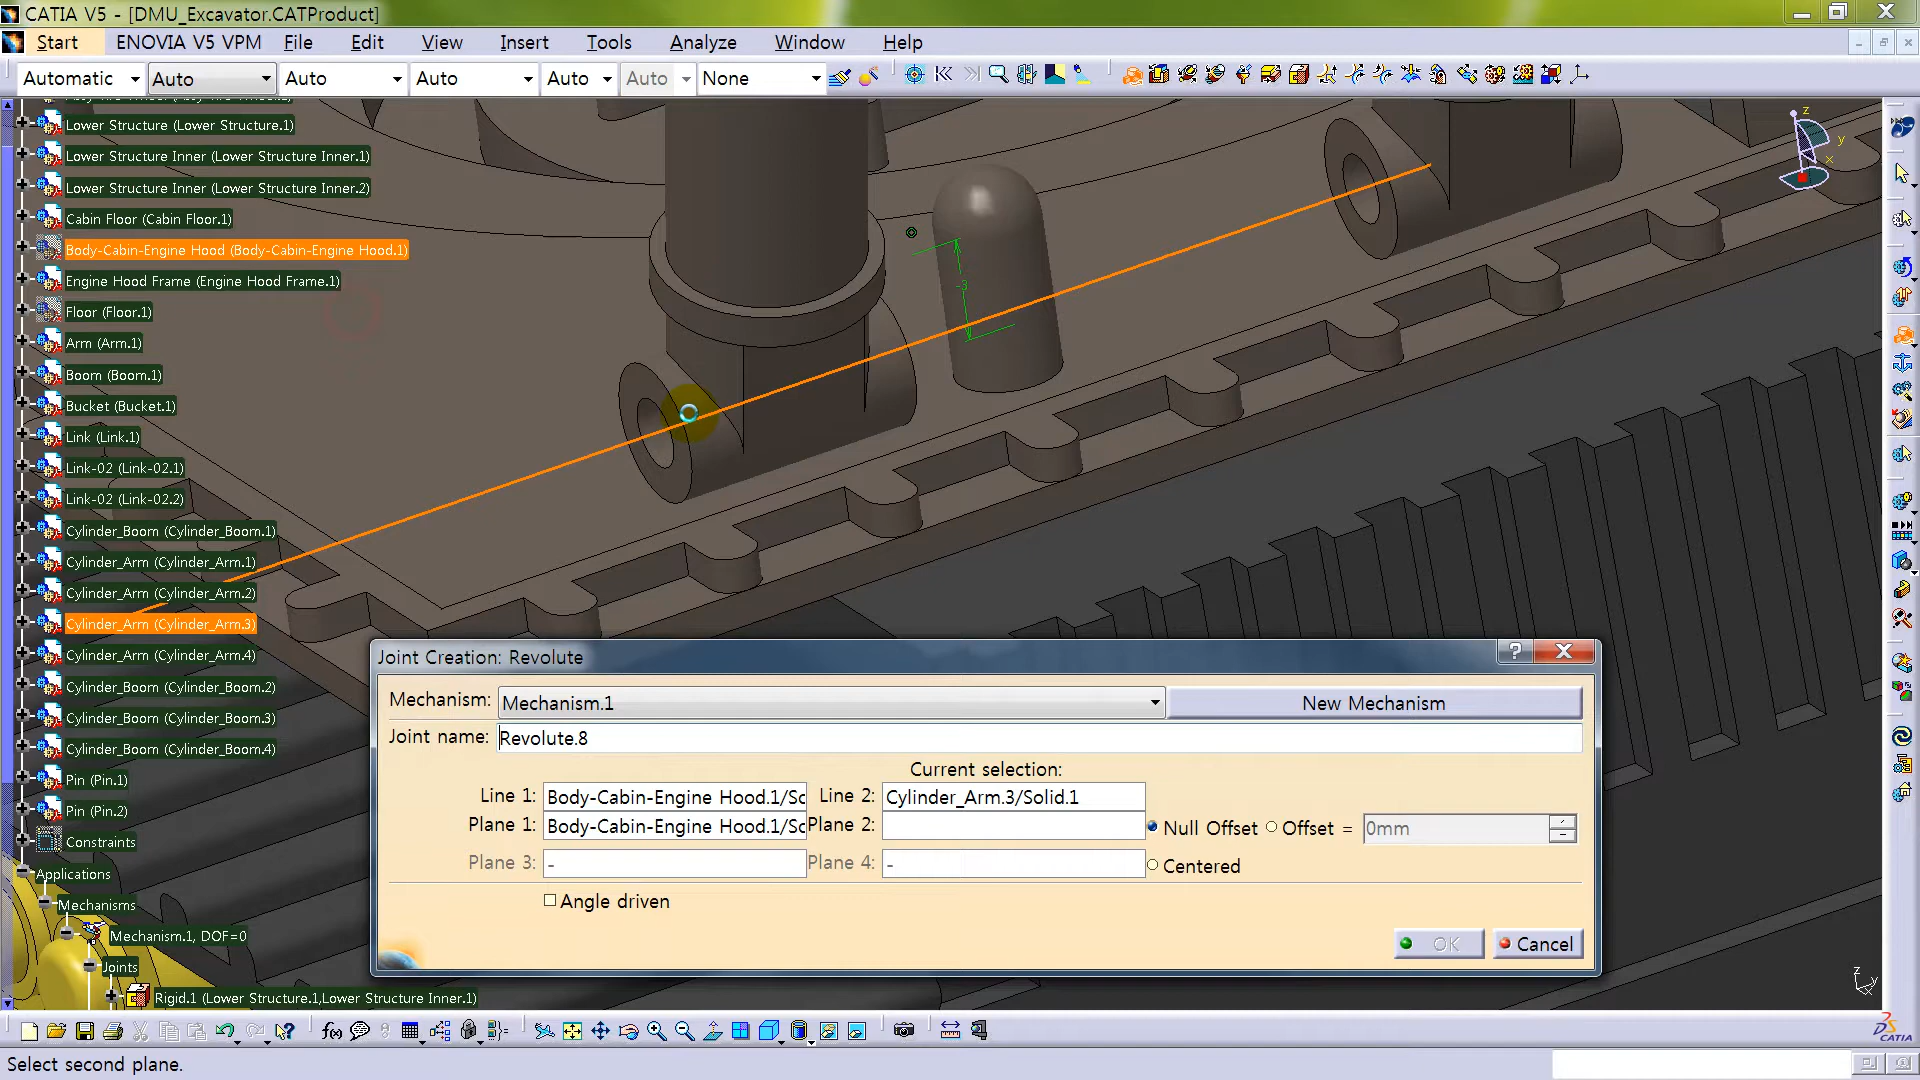 CATIA V5 - [DMU_Excavator.CATProduct]
Start ENOVIA V5 VPM File Edit View Insert Tools Analyze Window Help
Automatic Auto Auto Auto Auto Auto None
Lower Structure (Lower Structure.1)
Lower Structure Inner (Lower Structure Inner.1)
Lower Structure Inner (Lower Structure Inner.2)
Cabin Floor (Cabin Floor.1)
Body-Cabin-Engine Hood (Body-Cabin-Engine Hood.1)
Engine Hood Frame (Engine Hood Frame.1)
Floor (Floor.1)
Arm (Arm.1)
Boom (Boom.1)
Bucket (Bucket.1)
Link (Link.1)
Link-02 (Link-02.1)
Link-02 (Link-02.2)
Cylinder_Boom (Cylinder_Boom.1)
Cylinder_Arm (Cylinder_Arm.1)
Cylinder_Arm (Cylinder_Arm.2)
Cylinder_Arm (Cylinder_Arm.3)
Cylinder_Arm (Cylinder_Arm.4)
Cylinder_Boom (Cylinder_Boom.2)
Cylinder_Boom (Cylinder_Boom.3)
Cylinder_Boom (Cylinder_Boom.4)
Pin (Pin.1)
Pin (Pin.2)
Constraints
Applications
Mechanisms
Mechanism.1, DOF=0
Joints
Rigid.1 (Lower Structure.1,Lower Structure Inner.1)
z
y
x
-3
Joint Creation: Revolute
Mechanism: Mechanism.1 New Mechanism
Joint name: Revolute.8
Current selection:
Line 1: Body-Cabin-Engine Hood.1/So Line 2: Cylinder_Arm.3/Solid.1
Plane 1: Body-Cabin-Engine Hood.1/So Plane 2: Null Offset Offset = 0mm
Plane 3: - Plane 4: - Centered
Angle driven
OK Cancel
z
y
x
f(x)
CATIA
Select second plane.